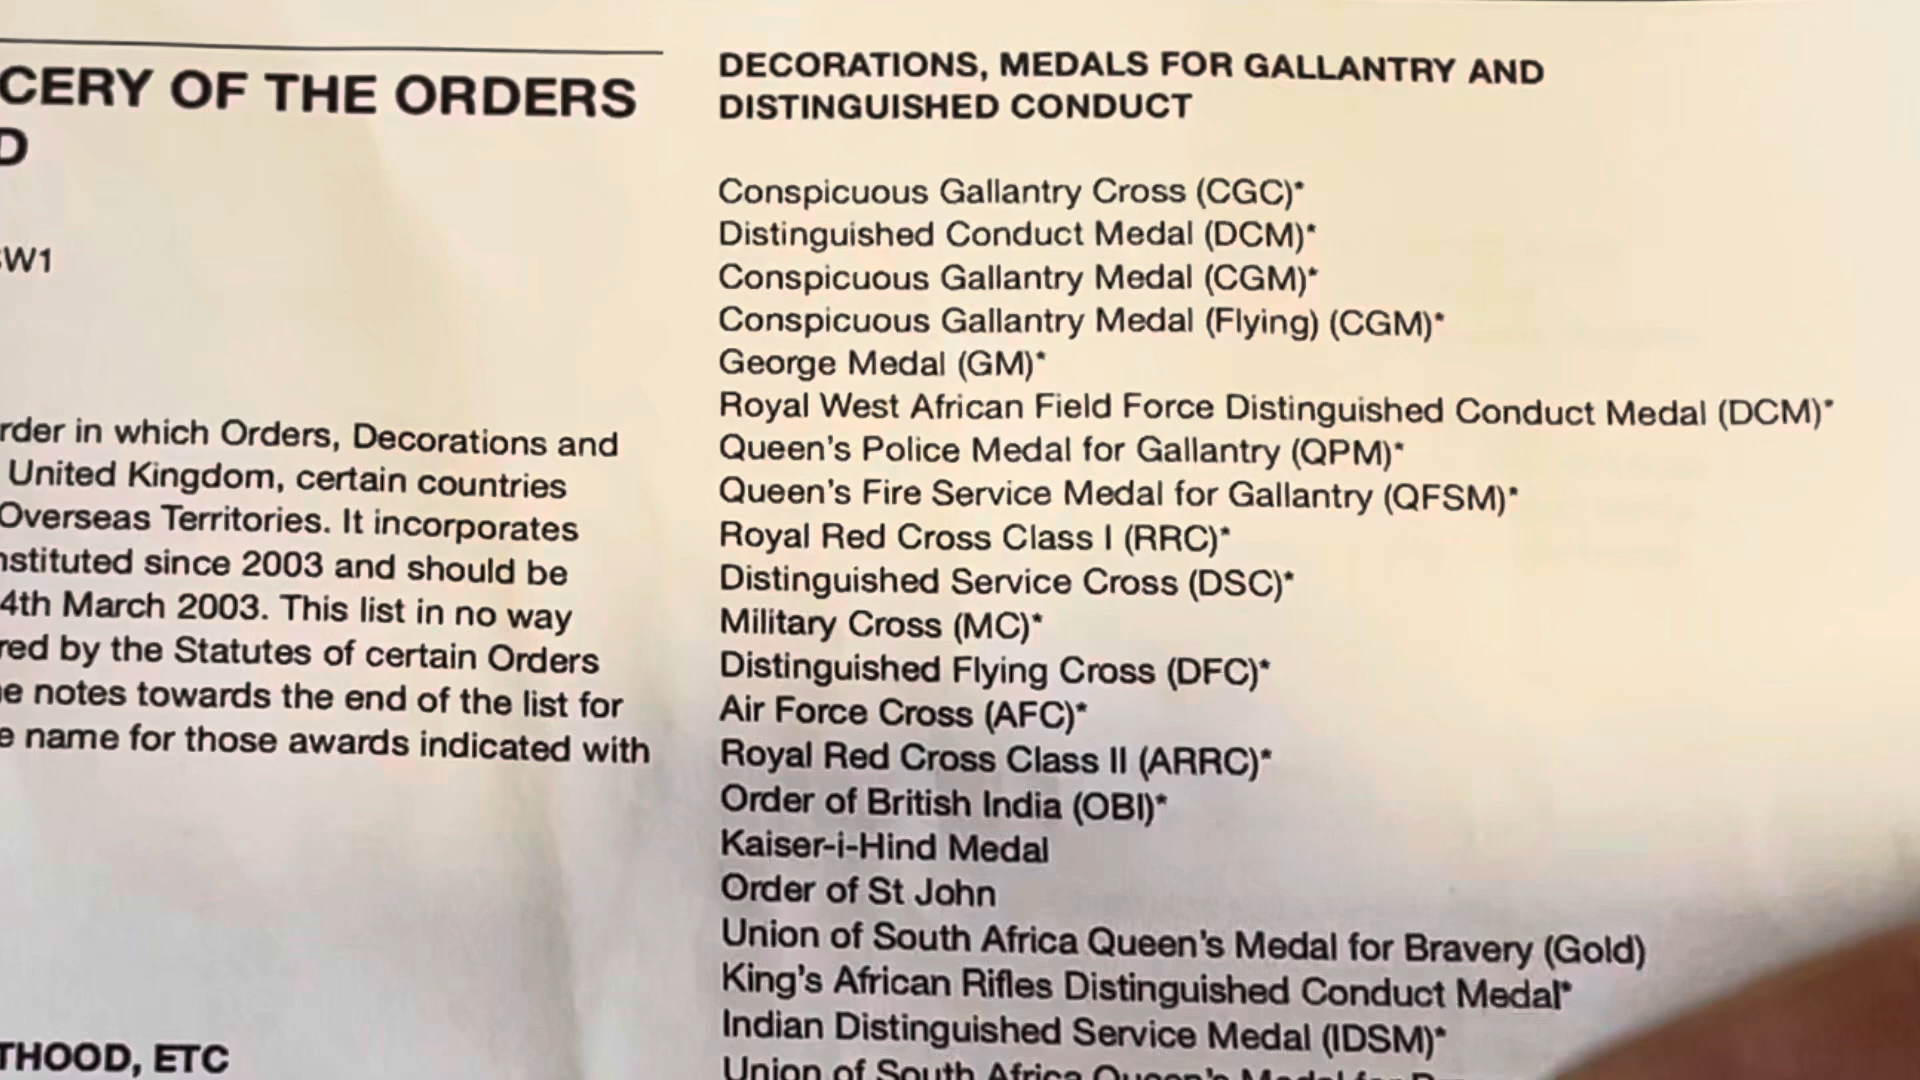 CERY OF THE ORDERS
D
SW1
rder in which Orders, Decorations and
United Kingdom, certain countries
Overseas Territories. It incorporates
nstituted since 2003 and should be
4th March 2003. This list in no way
red by the Statutes of certain Orders
e notes towards the end of the list for
e name for those awards indicated with
THOOD, ETC
DECORATIONS, MEDALS FOR GALLANTRY AND
DISTINGUISHED CONDUCT
Conspicuous Gallantry Cross (CGC)*
Distinguished Conduct Medal (DCM)*
Conspicuous Gallantry Medal (CGM)*
Conspicuous Gallantry Medal (Flying) (CGM)*
George Medal (GM)*
Royal West African Field Force Distinguished Conduct Medal (DCM)*
Queen's Police Medal for Gallantry (QPM)*
Queen's Fire Service Medal for Gallantry (QFSM)*
Royal Red Cross Class I (RRC)*
Distinguished Service Cross (DSC)*
Military Cross (MC)*
Distinguished Flying Cross (DFC)*
Air Force Cross (AFC)*
Royal Red Cross Class II (ARRC)*
Order of British India (OBI)*
Kaiser-i-Hind Medal
Order of St John
Union of South Africa Queen's Medal for Bravery (Gold)
King's African Rifles Distinguished Conduct Medal*
Indian Distinguished Service Medal (IDSM)*
Union of South Africa Queen's Medal for